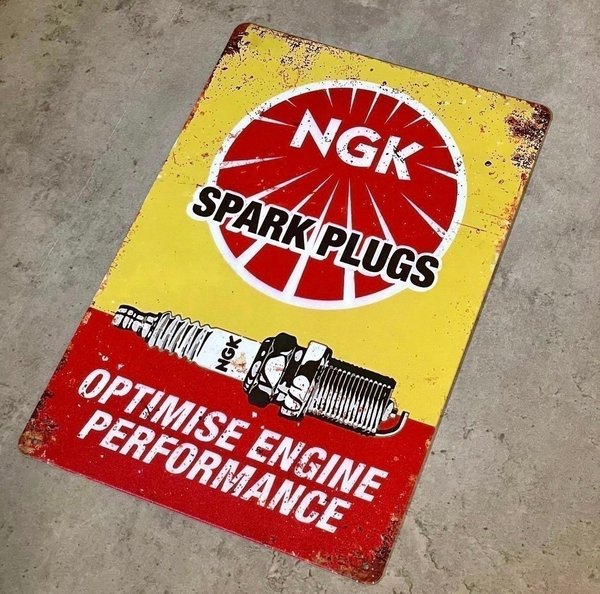 NGK
SPARK PLUGS
NGK
OPTIMISE ENGINE
PERFORMANCE